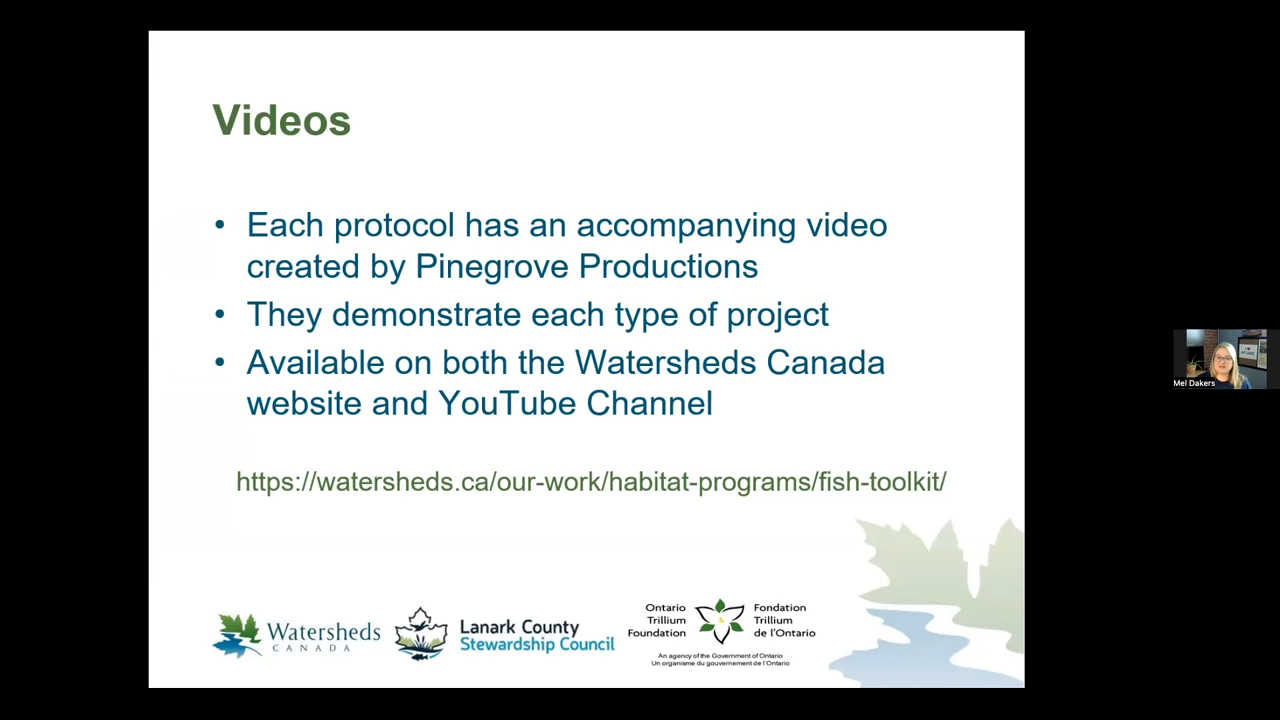 Videos
• Each protocol has an accompanying video
created by Pinegrove Productions
• They demonstrate each type of project
• Available on both the Watersheds Canada
website and YouTube Channel
https://watersheds.ca/our-work/habitat-programs/fish-toolkit/
Watersheds
CANADA
Lanark County
Stewardship Council
Ontario
Trillium
Foundation
Fondation
Trillium
de l'Ontario
An agency of the Government of Ontario
Un organisme du gouvernement de l'Ontario
Mel Dakers